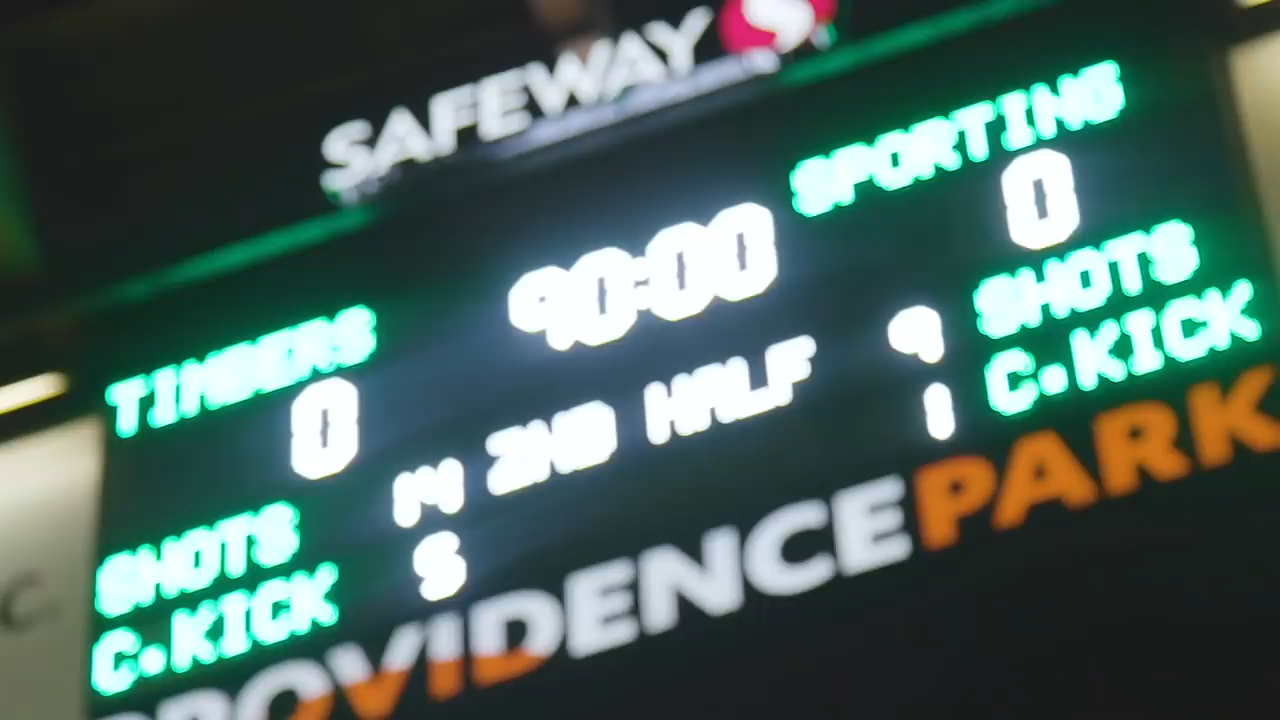 SAFEWAY
TIMBERS 90:00 SPORTING
0 0
SHOTS 14 2ND HALF 9 SHOTS
C.KICK 5 1 C.KICK
PROVIDENCE PARK